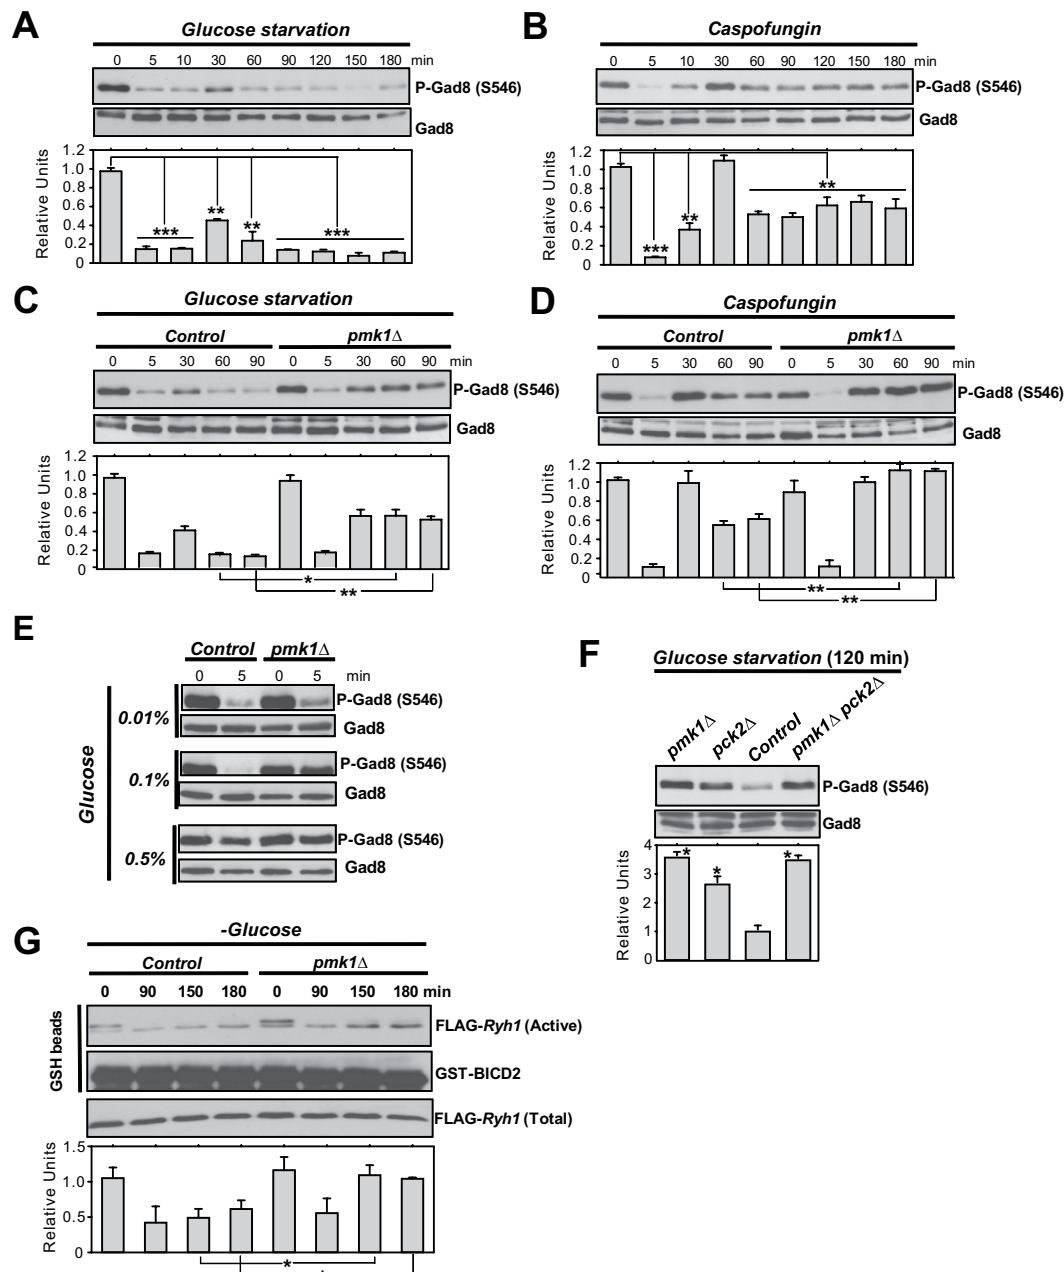 A
Glucose starvation
0 5 10 30 60 90 120 150 180 min
P-Gad8 (S546)
Gad8
Relative Units
1.2
1.0
0.8
0.6
0.4
0.2
0
*** ** ** ***
B
Caspofungin
0 5 10 30 60 90 120 150 180 min
P-Gad8 (S546)
Gad8
Relative Units
1.2
1.0
0.8
0.6
0.4
0.2
0
*** ** **
C
Glucose starvation
Control pmk1Δ
0 5 30 60 90 0 5 30 60 90 min
P-Gad8 (S546)
Gad8
Relative Units
1.2
1.0
0.8
0.6
0.4
0.2
0
*
**
D
Caspofungin
Control pmk1Δ
0 5 30 60 90 0 5 30 60 90 min
P-Gad8 (S546)
Gad8
Relative Units
1.2
1.0
0.8
0.6
0.4
0.2
0
**
**
E
Control pmk1Δ
0 5 0 5 min
Glucose
0.01%
P-Gad8 (S546)
Gad8
0.1%
P-Gad8 (S546)
Gad8
0.5%
P-Gad8 (S546)
Gad8
F
Glucose starvation (120 min)
pmk1Δ pck2Δ Control pmk1Δ pck2Δ
P-Gad8 (S546)
Gad8
Relative Units
4
3
2
1
0
* * *
G
-Glucose
Control pmk1Δ
0 90 150 180 0 90 150 180 min
GSH beads
FLAG-Ryh1 (Active)
GST-BICD2
FLAG-Ryh1 (Total)
Relative Units
1.5
1.0
0.5
0
*